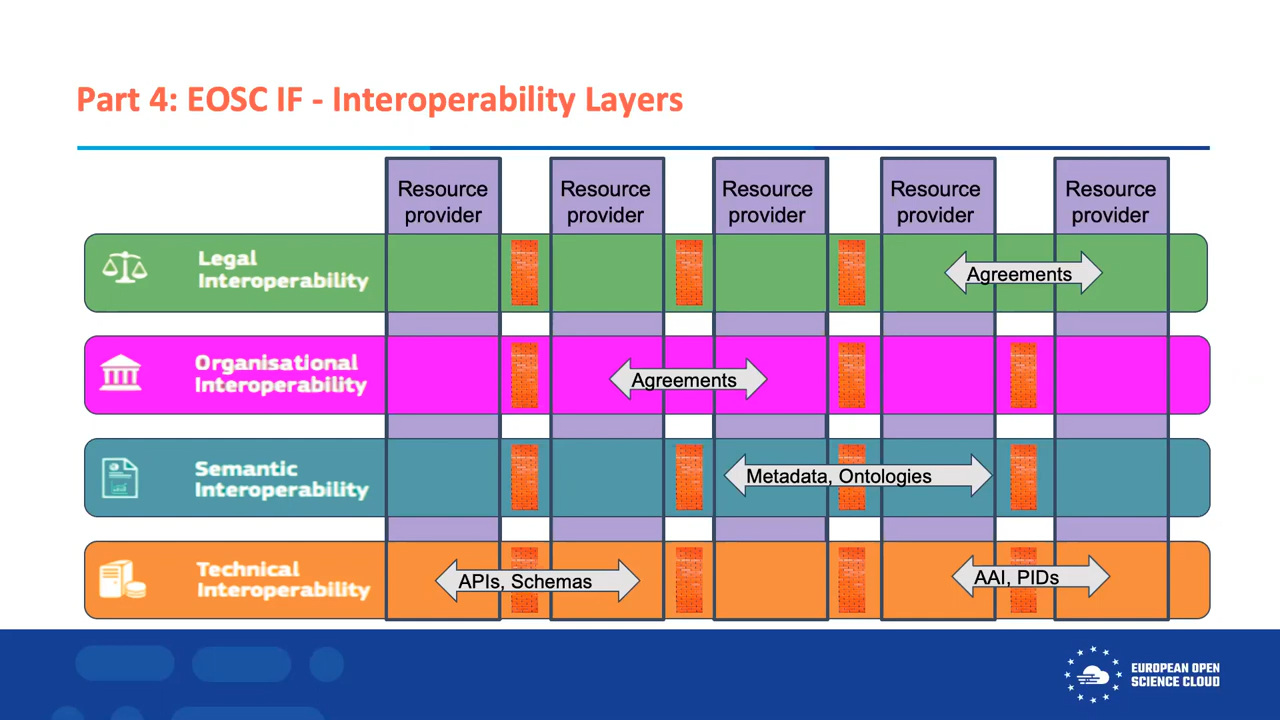 Part 4: EOSC IF - Interoperability Layers
Resource
provider
Resource
provider
Resource
provider
Resource
provider
Resource
provider
Legal
Interoperability
Agreements
Organisational
Interoperability
Agreements
Semantic
Interoperability
Metadata, Ontologies
Technical
Interoperability
APIs, Schemas
AAI, PIDs
EUROPEAN OPEN
SCIENCE CLOUD